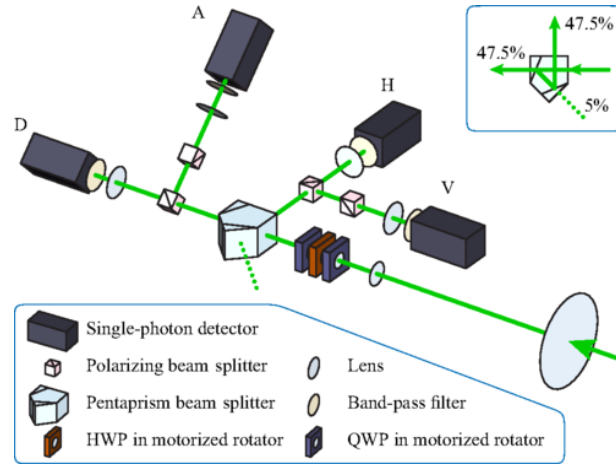 A
D
H
V
47.5%
47.5%
5%
Single-photon detector
Polarizing beam splitter
Lens
Pentaprism beam splitter
Band-pass filter
HWP in motorized rotator
QWP in motorized rotator